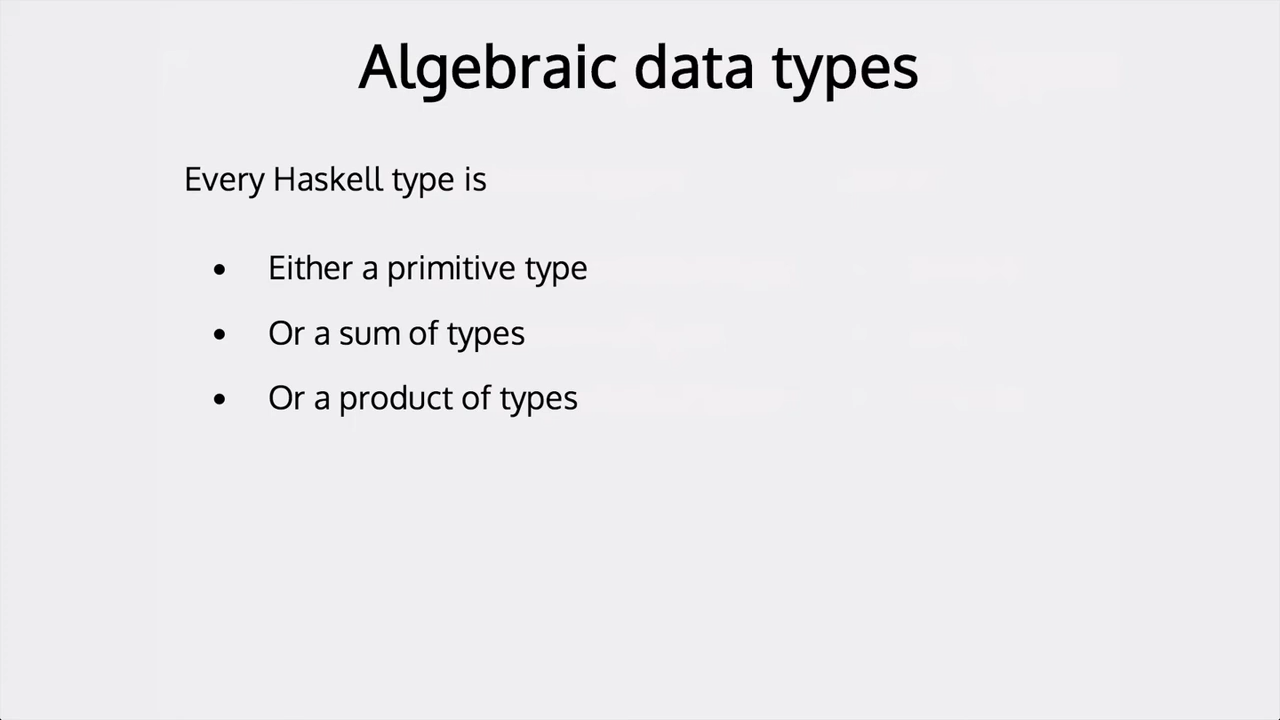 Algebraic data types
Every Haskell type is
• Either a primitive type
• Or a sum of types
• Or a product of types